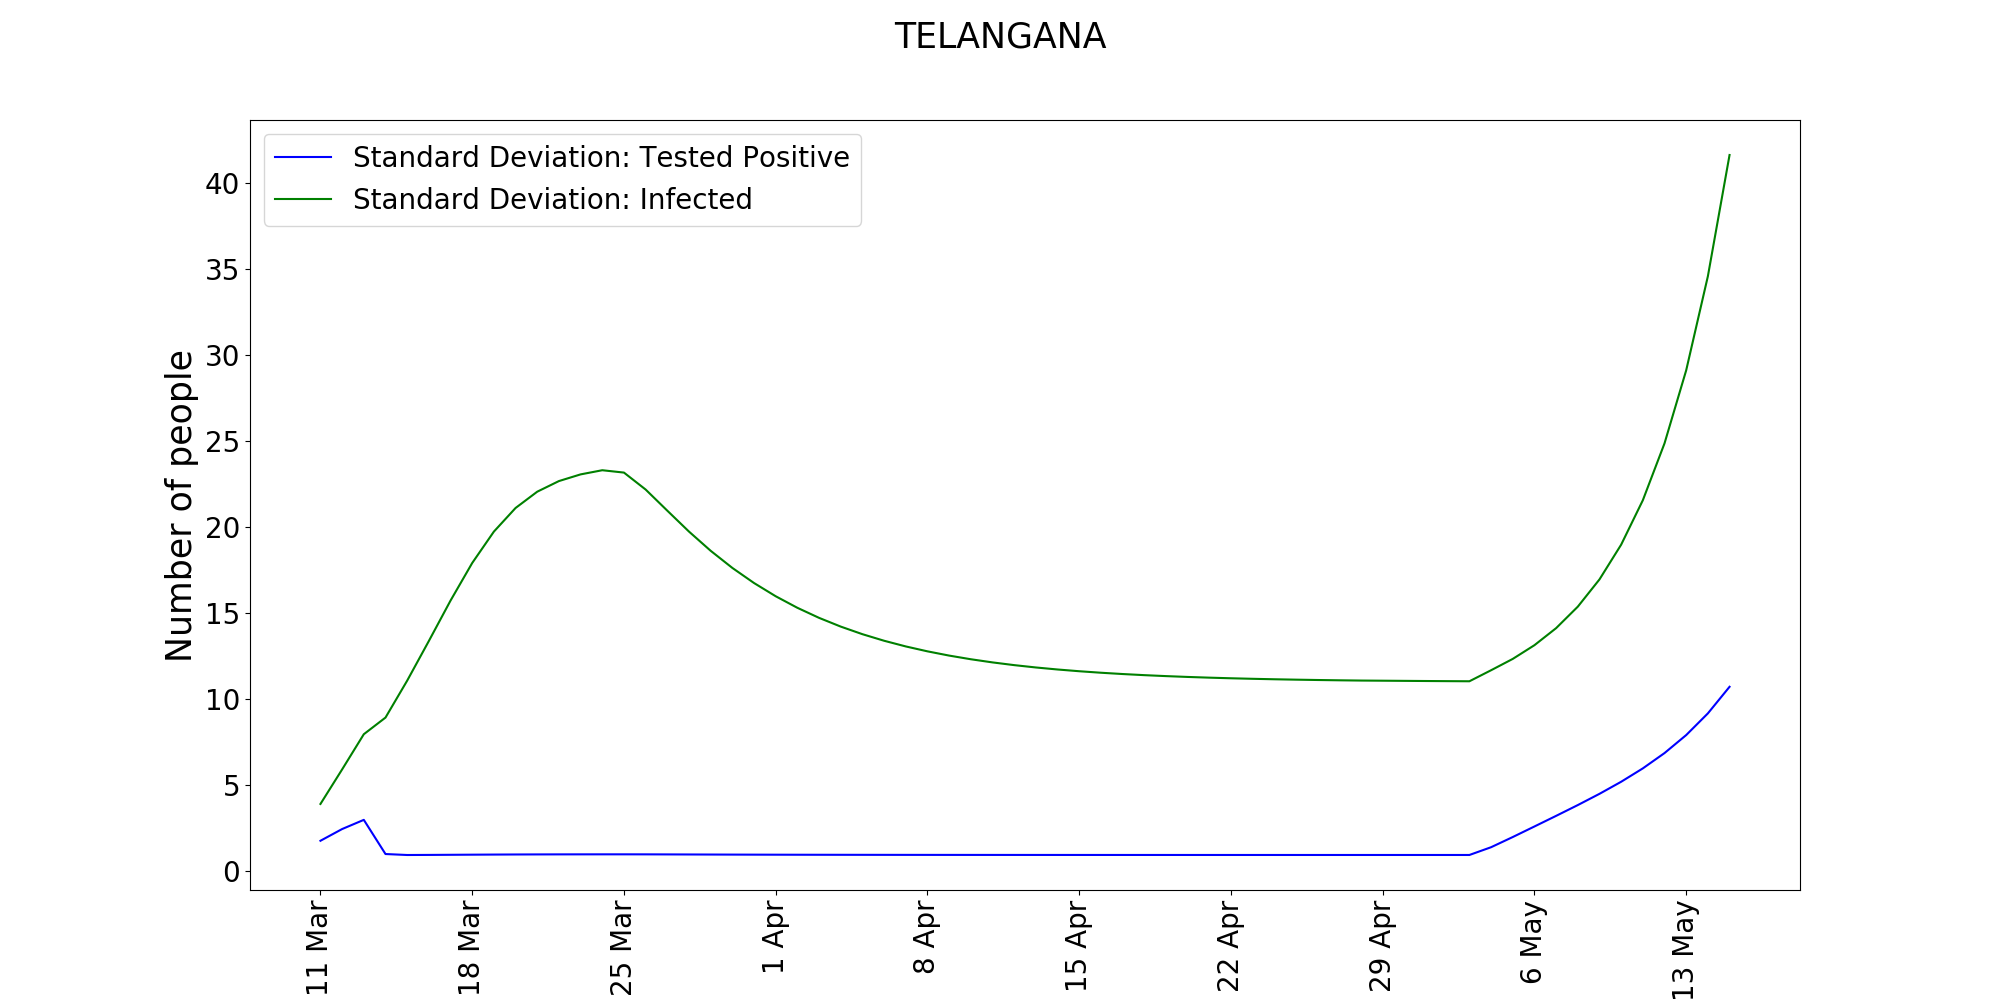 TELANGANA
Standard Deviation: Tested Positive
Standard Deviation: Infected
Number of people
40
35
30
25
20
15
10
5
0
11 Mar
18 Mar
25 Mar
1 Apr
8 Apr
15 Apr
22 Apr
29 Apr
6 May
13 May